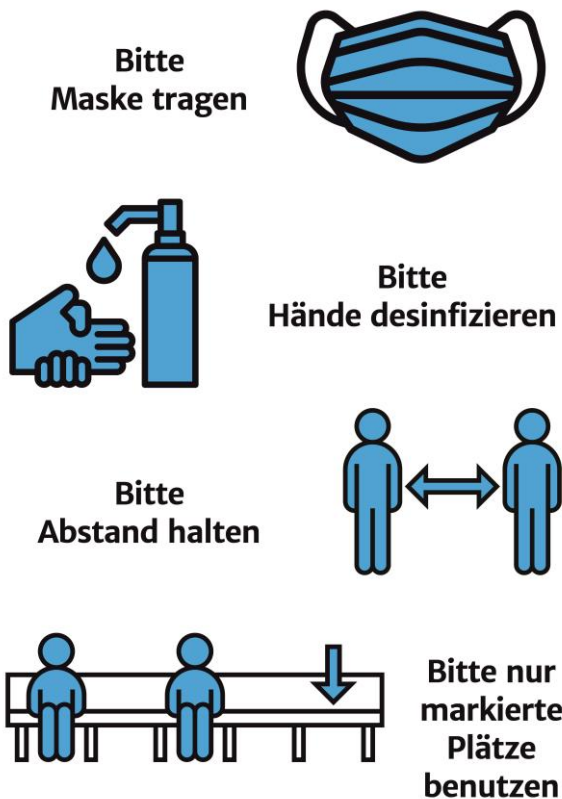 Bitte
Maske tragen
Bitte
Hände desinfizieren
Bitte
Abstand halten
Bitte nur
markierte
Plätze
benutzen